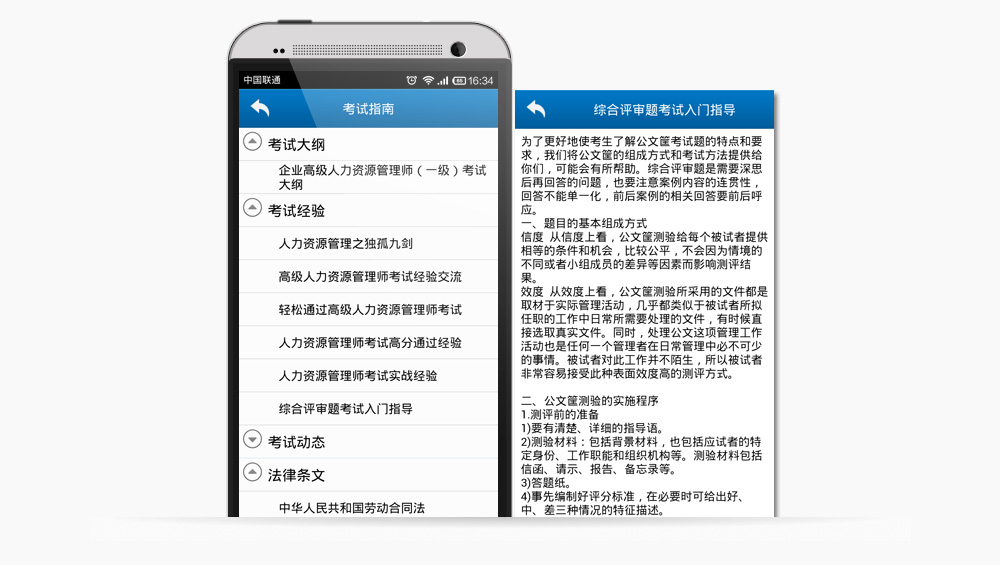 中国联通
16:34
考试指南
考试大纲
企业高级人力资源管理师（一级）考试
大纲
考试经验
人力资源管理之独孤九剑
高级人力资源管理师考试经验交流
轻松通过高级人力资源管理师考试
人力资源管理师考试高分通过经验
人力资源管理师考试实战经验
综合评审题考试入门指导
考试动态
法律条文
中华人民共和国劳动合同法
综合评审题考试入门指导
为了更好地使考生了解公文筐考试题的特点和要
求，我们将公文筐的组成方式和考试方法提供给
你们，可能会有所帮助。综合评审题是需要深思
后再回答的问题，也要注意案例内容的连贯性，
回答不能单一化，前后案例的相关回答要前后呼
应。
一、题目的基本组成方式
信度 从信度上看，公文筐测验给每个被试者提供
相等的条件和机会，比较公平，不会因为情境的
不同或者小组成员的差异等因素而影响测评结
果。
效度 从效度上看，公文筐测验所采用的文件都是
取材于实际管理活动，几乎都类似于被试者所拟
任职的工作中日常所需要处理的文件，有时候直
接选取真实文件。同时，处理公文这项管理工作
活动也是任何一个管理者在日常管理中必不可少
的事情。被试者对此工作并不陌生，所以被试者
非常容易接受此种表面效度高的测评方式。
二、公文筐测验的实施程序
1.测评前的准备
1)要有清楚、详细的指导语。
2)测验材料：包括背景材料，也包括应试者的特
定身份、工作职能和组织机构等。测验材料包括
信函、请示、报告、备忘录等。
3)答题纸。
4)事先编制好评分标准，在必要时可给出好、
中、差三种情况的特征描述。